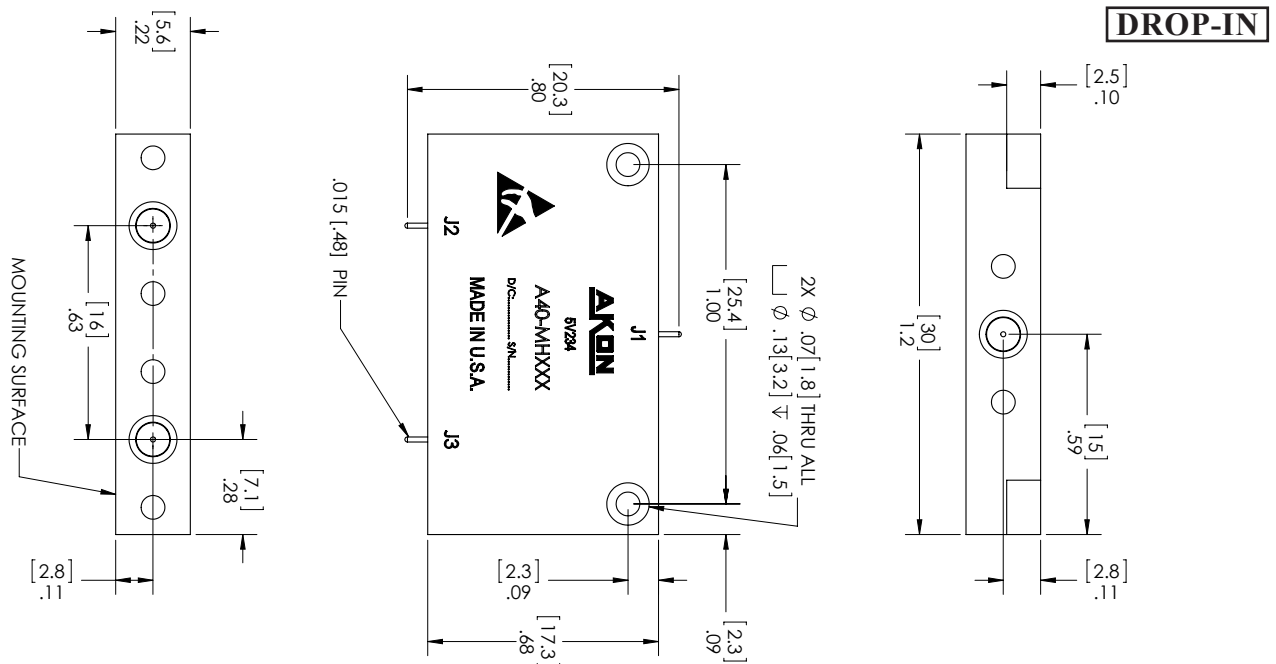 DROP-IN
[5.6]
.22
[16]
.63
[7.1]
.28
[2.8]
.11
MOUNTING SURFACE
[20.3]
.80
.015 [.48] PIN
J2
J3
J1
AKON
5V234
A40-MHXXX
D/C:
S/N
MADE IN U.S.A.
[25.4]
1.00
2X Ø .07[1.8] THRU ALL
⌴ Ø .13[3.2] ↧ .06[1.5]
[2.3]
.09
[17.3
.68
[2.3]
.09
[2.5]
.10
[30]
1.2
[15]
.59
[2.8]
.11